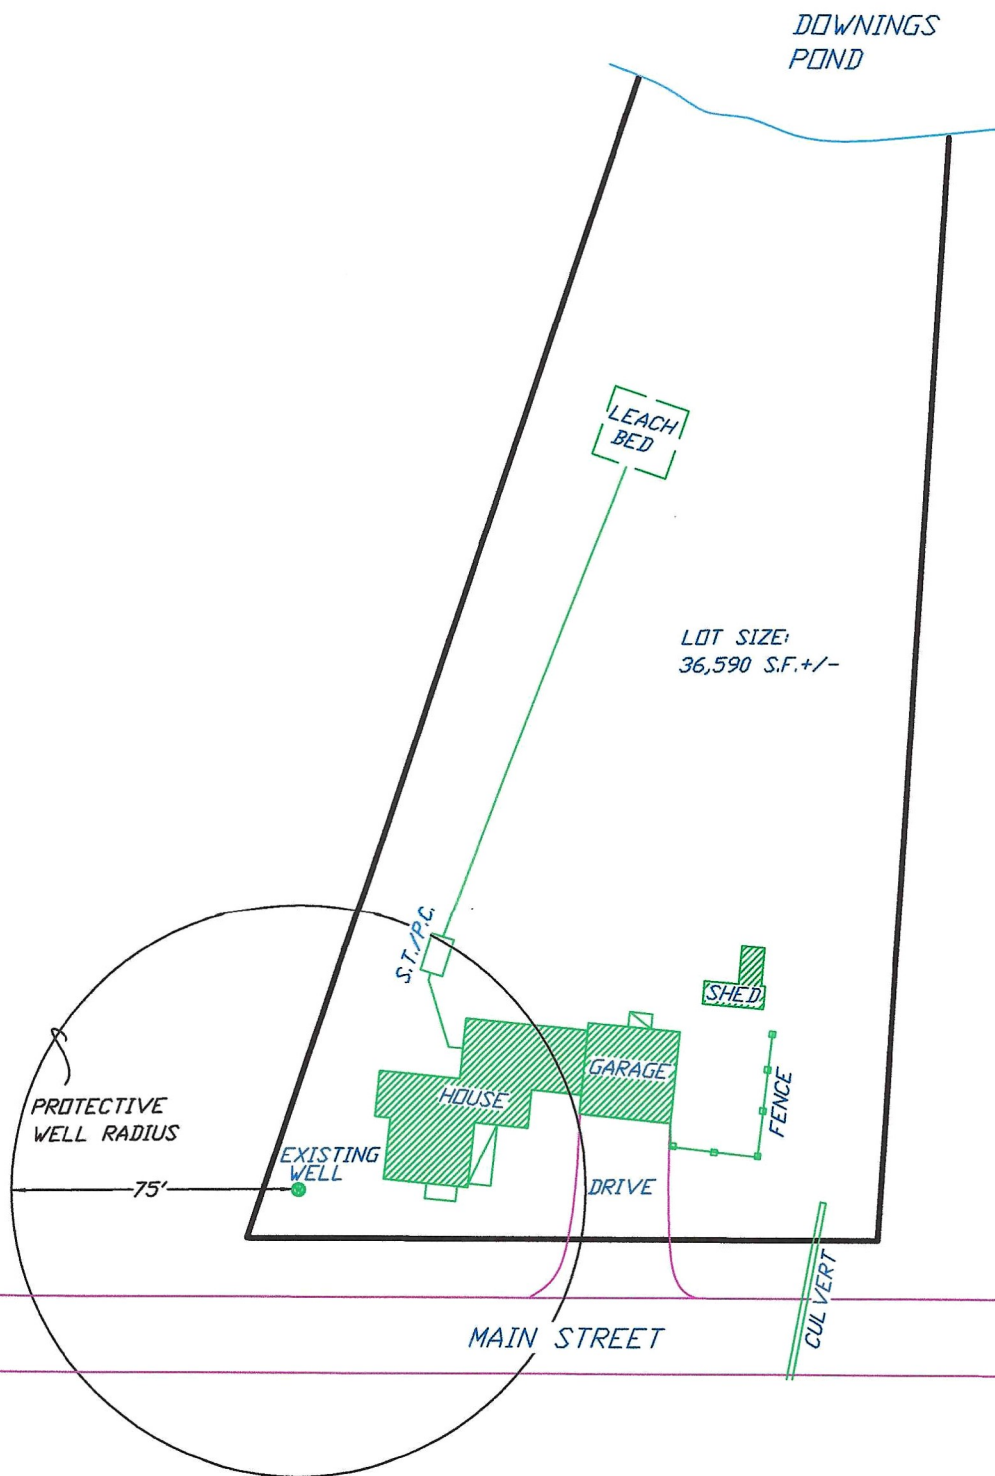 DOWNINGS
POND
LEACH
BED
LOT SIZE:
36,590 S.F.+/-
S.T./P.C.
SHED
GARAGE
HOUSE
FENCE
PROTECTIVE
WELL RADIUS
EXISTING
WELL
75'
DRIVE
CULVERT
MAIN STREET